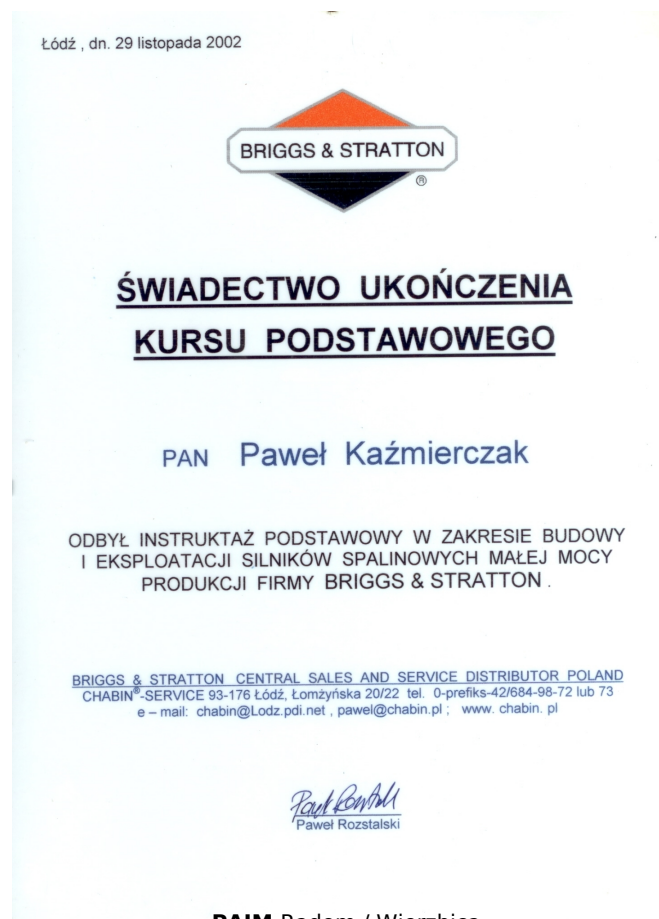 Łódź , dn. 29 listopada 2002
BRIGGS & STRATTON
®
ŚWIADECTWO UKOŃCZENIA
KURSU PODSTAWOWEGO
PAN Paweł Kaźmierczak
ODBYŁ INSTRUKTAŻ PODSTAWOWY W ZAKRESIE BUDOWY
I EKSPLOATACJI SILNIKÓW SPALINOWYCH MAŁEJ MOCY
PRODUKCJI FIRMY BRIGGS & STRATTON .
BRIGGS & STRATTON CENTRAL SALES AND SERVICE DISTRIBUTOR POLAND
CHABIN®-SERVICE 93-176 Łódź, Łomżyńska 20/22 tel. 0-prefiks-42/684-98-72 lub 73
e – mail: chabin@Lodz.pdi.net , pawel@chabin.pl ; www. chabin. pl
Paweł Rozstalski